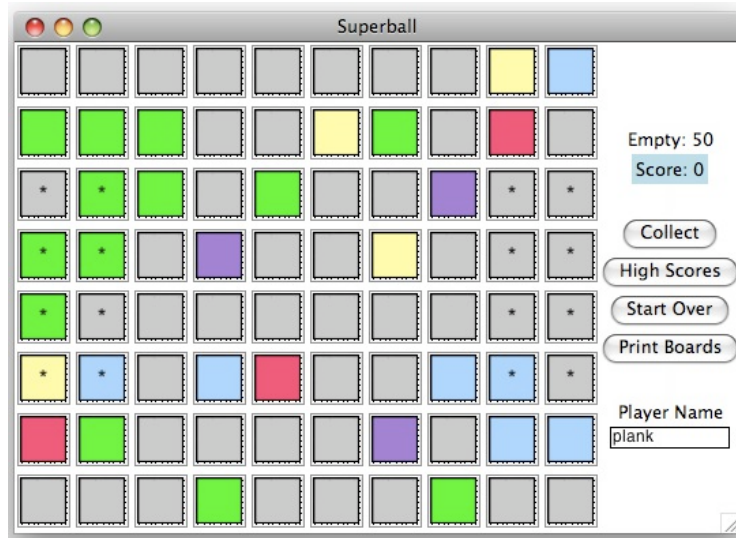 Superball
Empty: 50
Score: 0
* * * *
Collect
* * * *
High Scores
* * * *
Start Over
Print Boards
* * * *
Player Name
plank